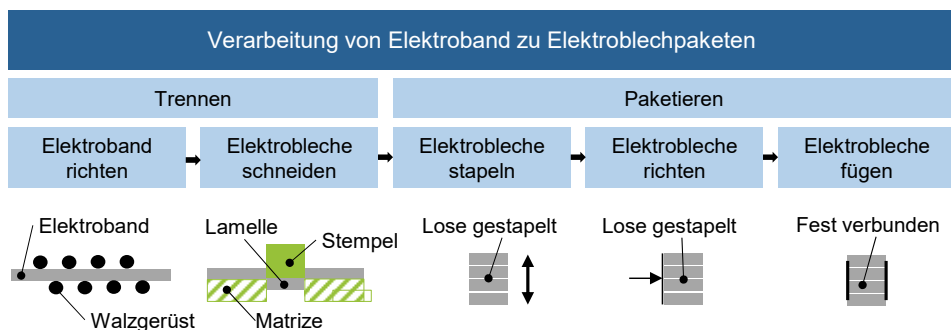 Verarbeitung von Elektroband zu Elektroblechpaketen
Trennen
Paketieren
Elektroband
richten
Elektrobleche
schneiden
Elektrobleche
stapeln
Elektrobleche
richten
Elektrobleche
fügen
Elektroband
Walzgerüst
Lamelle
Stempel
Matrize
Lose gestapelt
Lose gestapelt
Fest verbunden